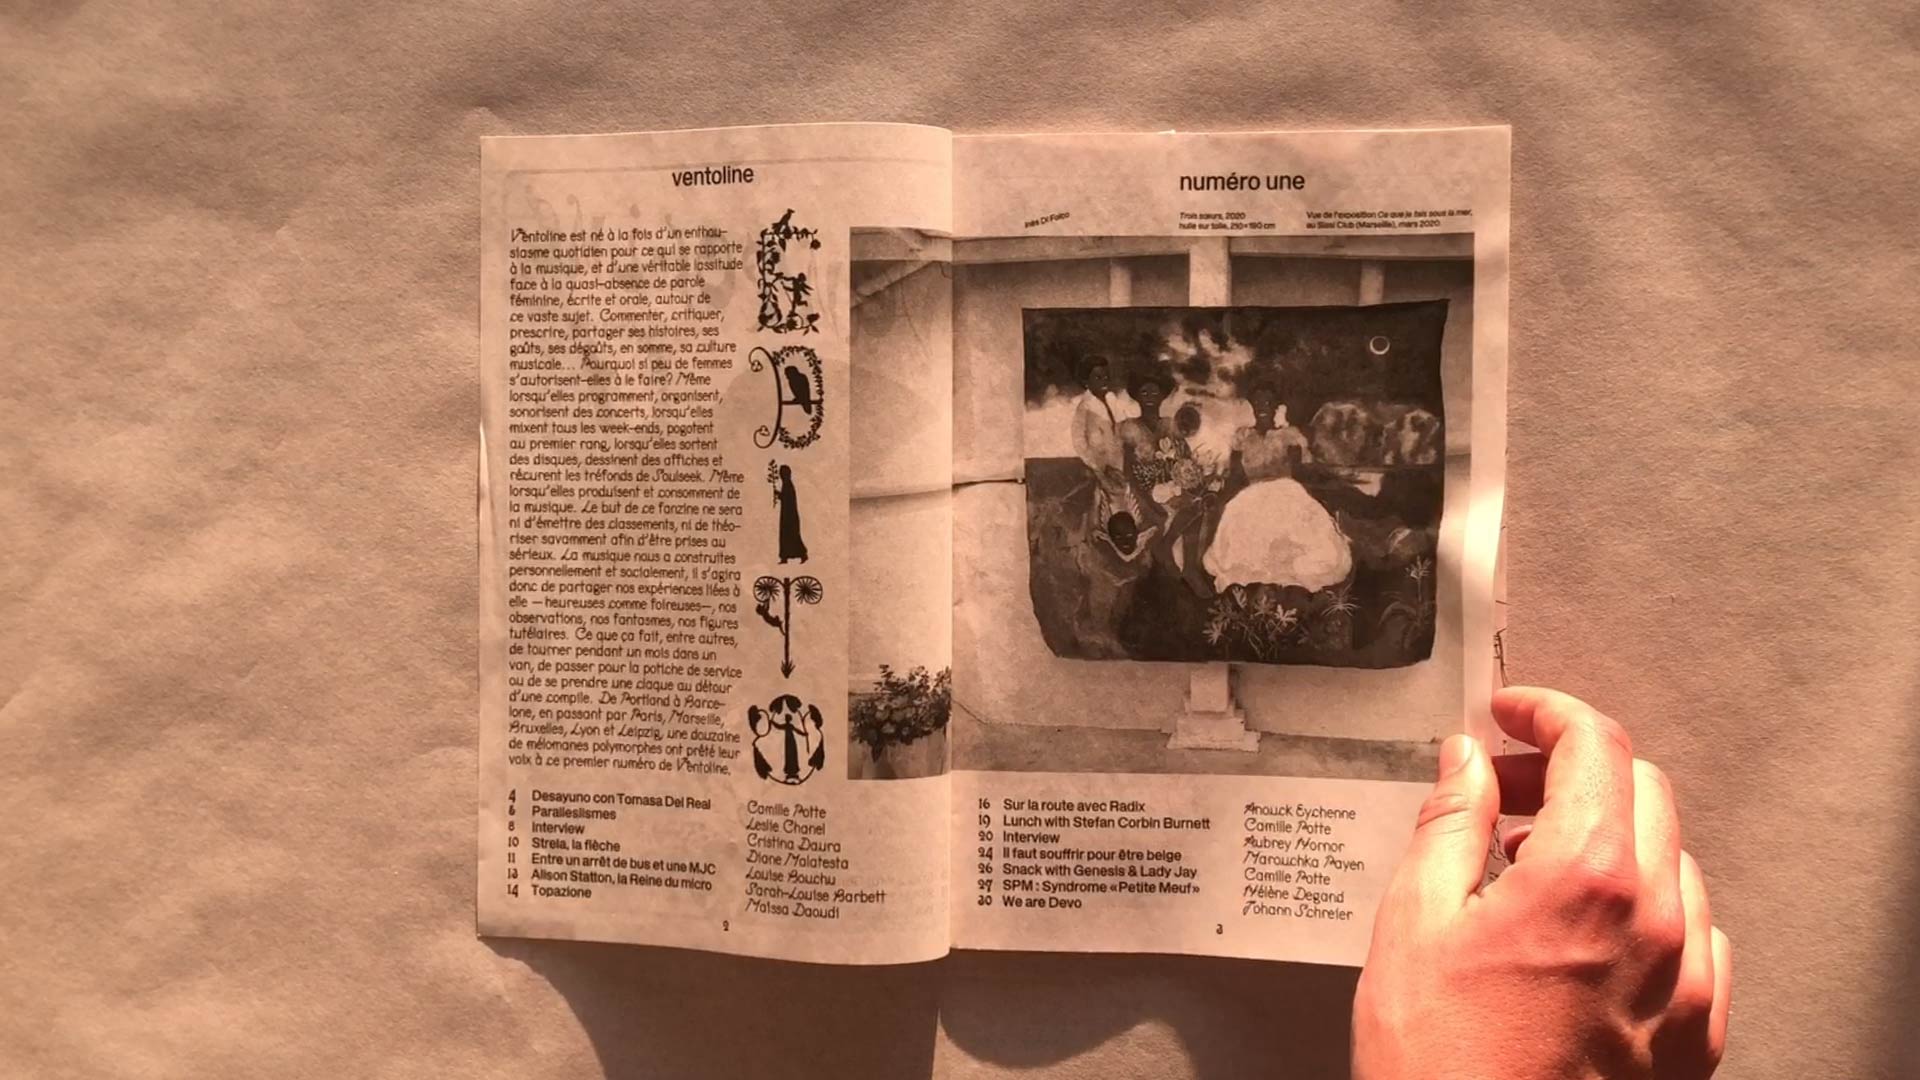 ventoline
Ventoline est né à la fois d'un enthou-
siasme quotidien pour ce qui se rapporte
à la musique, et d'une véritable lassitude
face à la quasi-absence de parole
féminine, écrite et orale, autour de
ce vaste sujet. Commenter, critiquer,
prescrire, partager ses histoires, ses
goûts, ses dégoûts, en somme, sa culture
musicale... Pourquoi si peu de femmes
s'autorisent-elles à le faire? Même
lorsqu'elles programment, organisent,
sonorisent des concerts, lorsqu'elles
mixent tous les week-ends, pogotent
au premier rang, lorsqu'elles sortent
des disques, dessinent des affiches et
récurent les tréfonds de Soulseek. Même
lorsqu'elles produisent et consomment de
la musique. Le but de ce fanzine ne sera
ni d'émettre des classements, ni de théo-
riser savamment afin d'être prises au
sérieux. La musique nous a construites
personnellement et socialement, il s'agira
donc de partager nos expériences liées à
elle — heureuses comme foireuses—, nos
observations, nos fantasmes, nos figures
tutélaires. Ce que ça fait, entre autres,
de tourner pendant un mois dans un
van, de passer pour la potiche de service
ou de se prendre une claque au détour
d'une compile. De Portland à Barce-
lone, en passant par Paris, Marseille,
Bruxelles, Lyon et Leipzig, une douzaine
de mélomanes polymorphes ont prêté leur
voix à ce premier numéro de Ventoline.
E
D
I
T
O
4 Desayuno con Tomasa Del Real Camille Potte
6 Paralleslismes Leslie Chanel
8 Interview Cristina Daura
10 Strela, la flèche Diane Malatesta
11 Entre un arrêt de bus et une MJC Louise Bouchu
13 Alison Statton, la Reine du micro Sarah-Louise Barbett
14 Topazione Maïssa Daoudi
2
numéro une
Inès Di Folco
Trois sœurs, 2020
huile sur toile, 210×190 cm
Vue de l'exposition Ce que je fais sous la mer,
au Sissi Club (Marseille), mars 2020
16 Sur la route avec Radix Anouck Eychenne
19 Lunch with Stefan Corbin Burnett Camille Potte
20 Interview Aubrey Nornor
24 Il faut souffrir pour être belge Marouchka Payen
26 Snack with Genesis & Lady Jay Camille Potte
27 SPM : Syndrome «Petite Meuf» Hélène Degand
30 We are Devo Johann Schreier
3